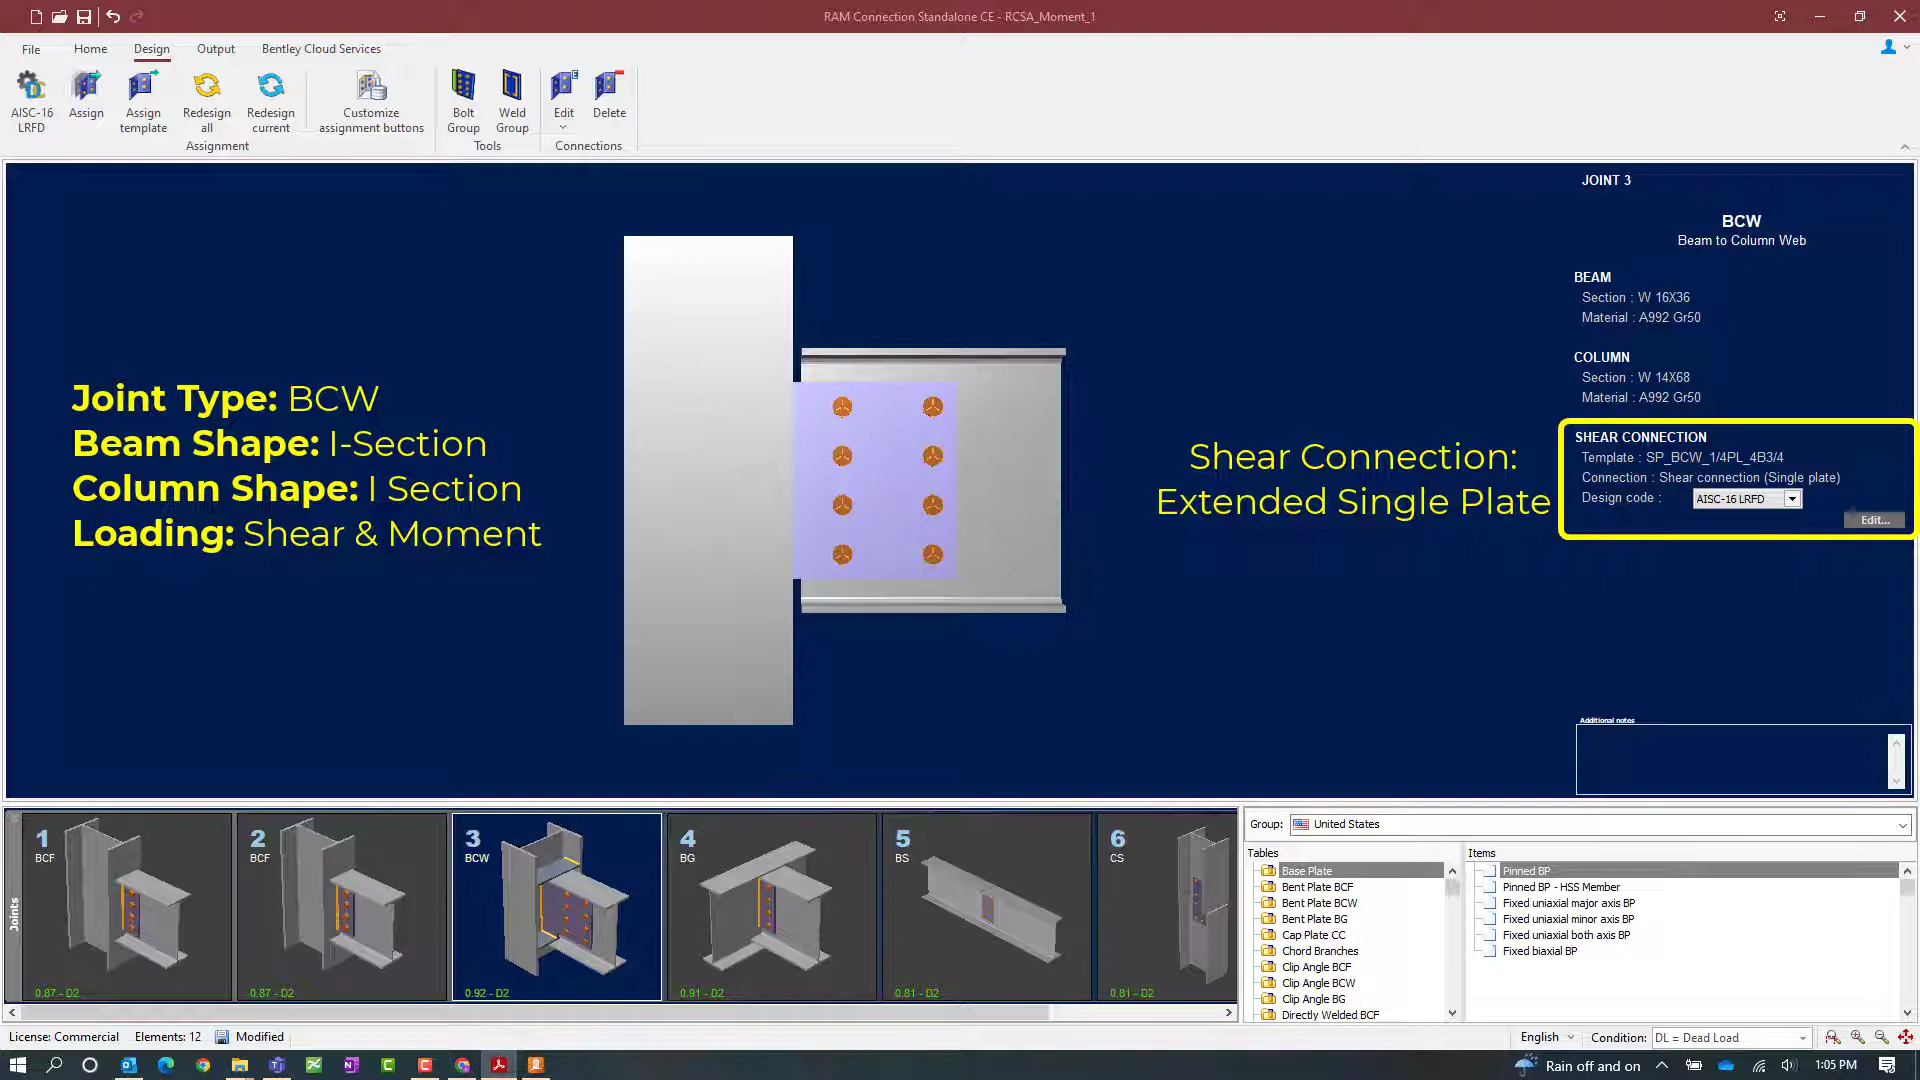 RAM Connection Standalone CE - RCSA_Moment_1
File Home Design Output Bentley Cloud Services
AISC-16 LRFD
Assign
Assign template
Redesign all
Redesign current
Customize assignment buttons
Bolt Group
Weld Group
Edit
Delete
Assignment Tools Connections
JOINT 3
BCW
Beam to Column Web
BEAM
Section : W 16X36
Material : A992 Gr50
COLUMN
Section : W 14X68
Material : A992 Gr50
SHEAR CONNECTION
Template : SP_BCW_1/4PL_4B3/4
Connection : Shear connection (Single plate)
Design code : AISC-16 LRFD
Edit...
Joint Type: BCW
Beam Shape: I-Section
Column Shape: I Section
Loading: Shear & Moment
Shear Connection:
Extended Single Plate
Additional notes
Joints
1
BCF
0.87 - D2
2
BCF
0.87 - D2
3
BCW
0.92 - D2
4
BG
0.91 - D2
5
BS
0.81 - D2
6
CS
0.81 - D2
Group: United States
Tables
Base Plate
Bent Plate BCF
Bent Plate BCW
Bent Plate BG
Cap Plate CC
Chord Branches
Clip Angle BCF
Clip Angle BCW
Clip Angle BG
Directly Welded BCF
Items
Pinned BP
Pinned BP - HSS Member
Fixed uniaxial major axis BP
Fixed uniaxial minor axis BP
Fixed uniaxial both axis BP
Fixed biaxial BP
License: Commercial Elements: 12 Modified
English Condition: DL = Dead Load
Rain off and on 1:05 PM